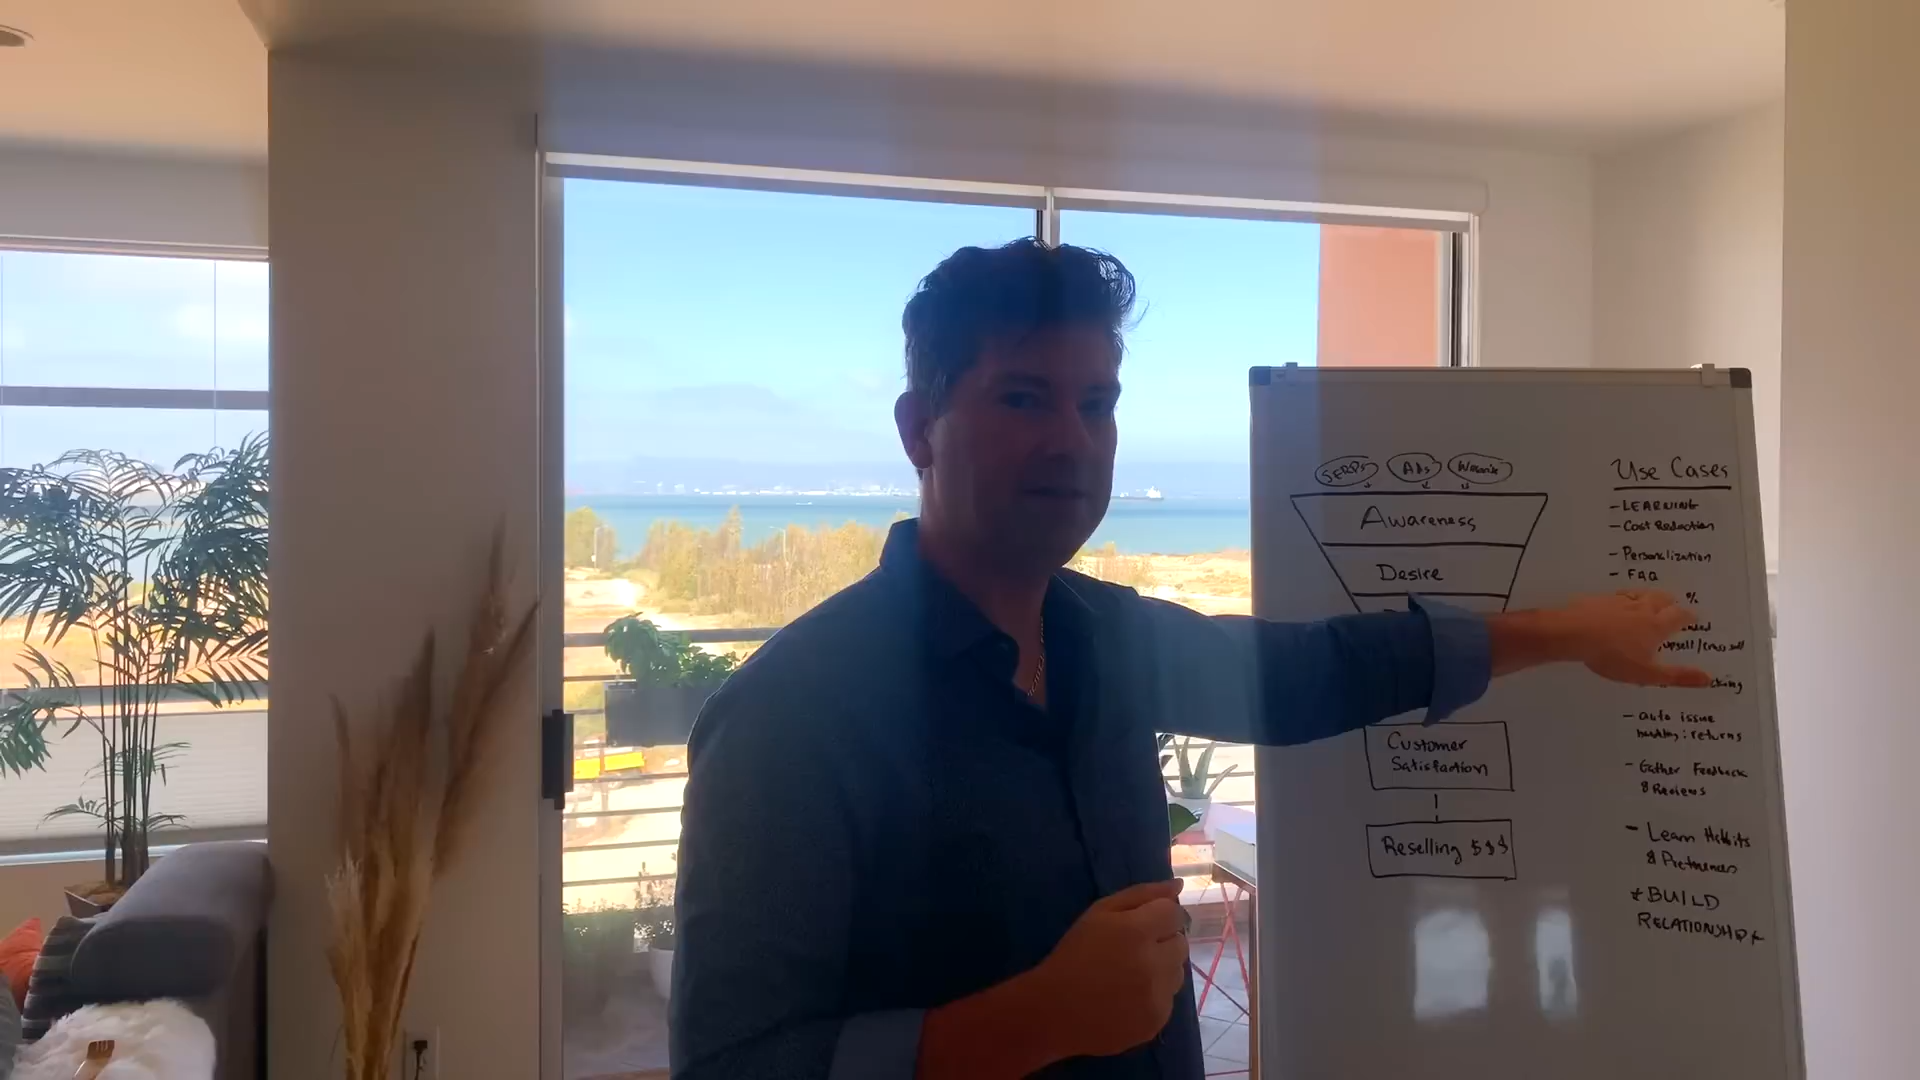 SERPs Ads Website
Awareness
Desire
Customer
Satisfaction
Reselling $$$
Use Cases
- LEARNING
- Cost Reduction
- Personalization
- FAQ
%
upsell/cross sell
- auto issue
handling: returns
- Gather Feedback
& Reviews
- Learn Habits
& Preferences
* BUILD
RELATIONSHIP *